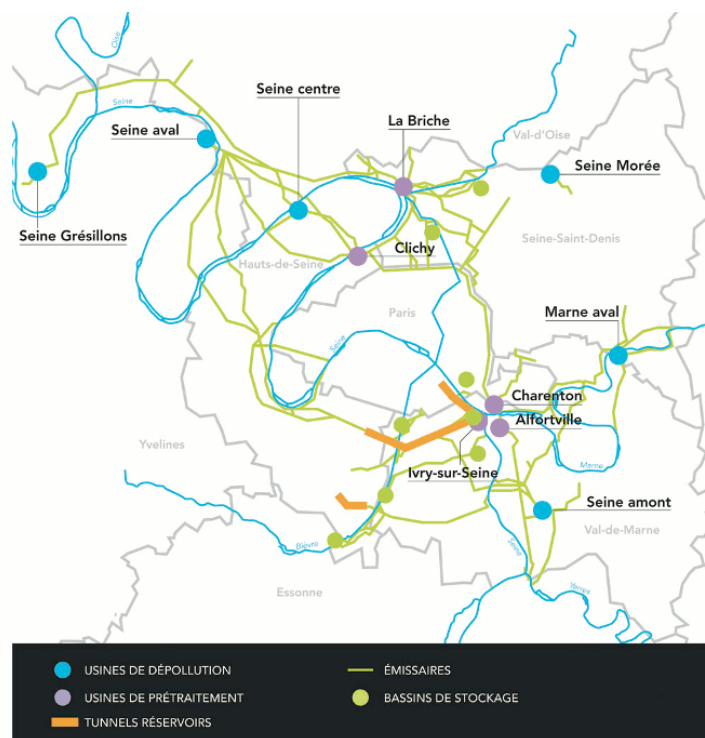 Oise
Seine centre
Seine
La Briche
Seine aval
Val-d'Oise
Seine Morée
Seine Grésillons
Clichy
Seine-Saint-Denis
Hauts-de-Seine
Paris
Marne aval
Seine
Charenton
Alfortville
Yvelines
Marne
Ivry-sur-Seine
Seine amont
Val-de-Marne
Bièvre
Seine
Essonne
Yerres
USINES DE DÉPOLLUTION
ÉMISSAIRES
USINES DE PRÉTRAITEMENT
BASSINS DE STOCKAGE
TUNNELS RÉSERVOIRS